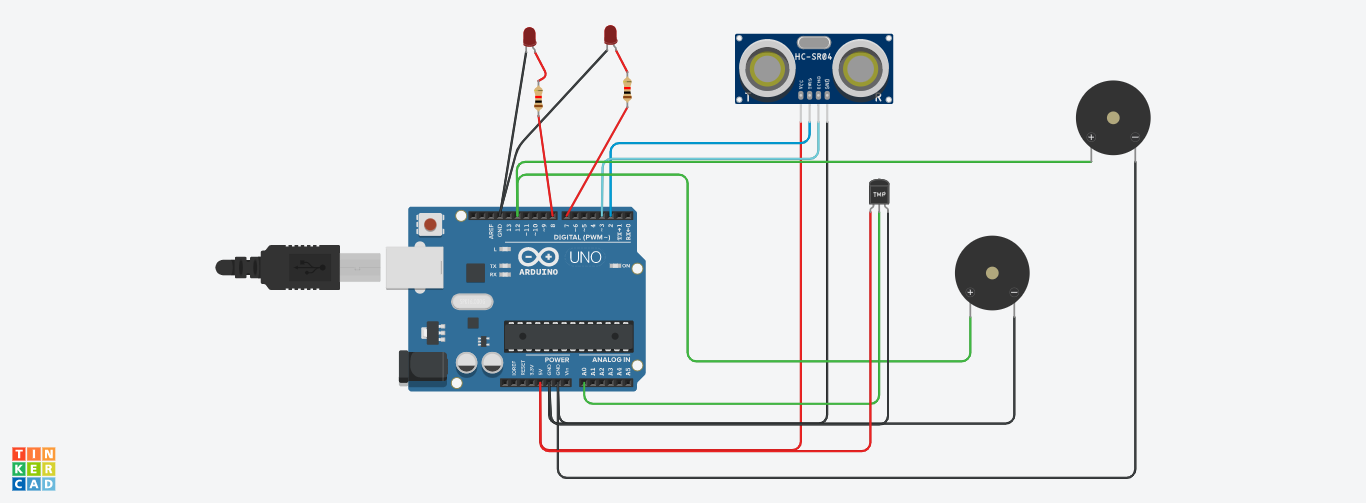 HC-SR04
VCC
TRIG
ECHO
GND
T
R
+
−
TMP
+
−
AREF
GND
13
12
~11
~10
~9
8
7
~6
~5
4
~3
2
TX→1
RX←0
DIGITAL (PWM~)
L
TX
RX
ARDUINO
UNO
ON
POWER
ANALOG IN
IOREF
RESET
3.3V
5V
GND
GND
Vin
A0
A1
A2
A3
A4
A5
TIN
KER
CAD